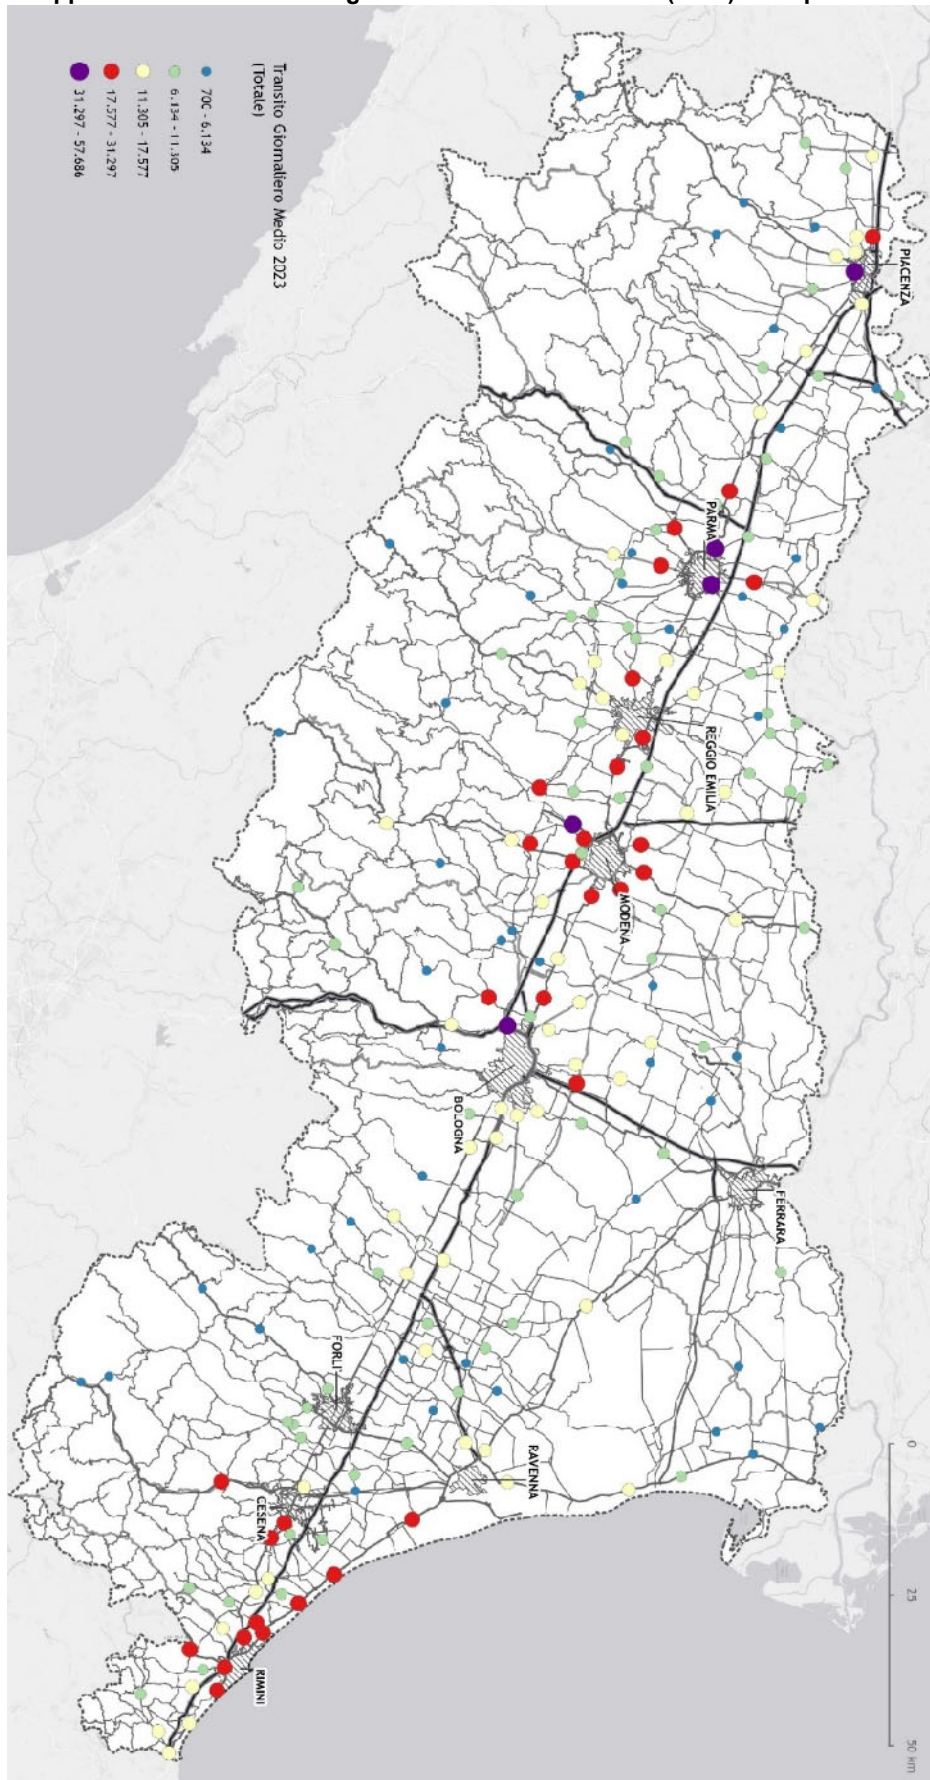 Transito Giornaliero Medio 2023
(Totale)
700 - 6.134
6.134 - 11.305
11.305 - 17.577
17.577 - 31.297
31.297 - 57.686
PIACENZA
PARMA
REGGIO EMILIA
MODENA
BOLOGNA
FERRARA
FORLI'
RAVENNA
CESENA
RIMINI
0
25
50 km